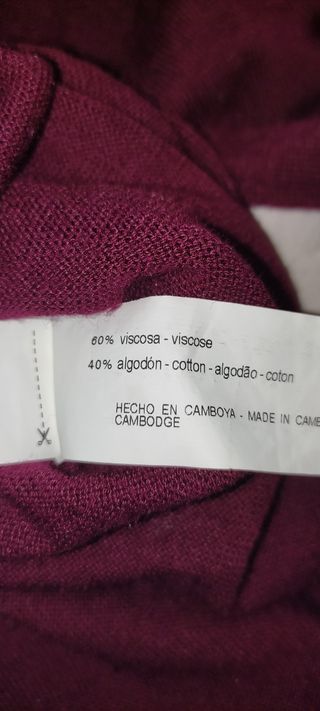 60% viscosa - viscose
40% algodón - cotton - algodão - coton
HECHO EN CAMBOYA - MADE IN
CAMBODGE